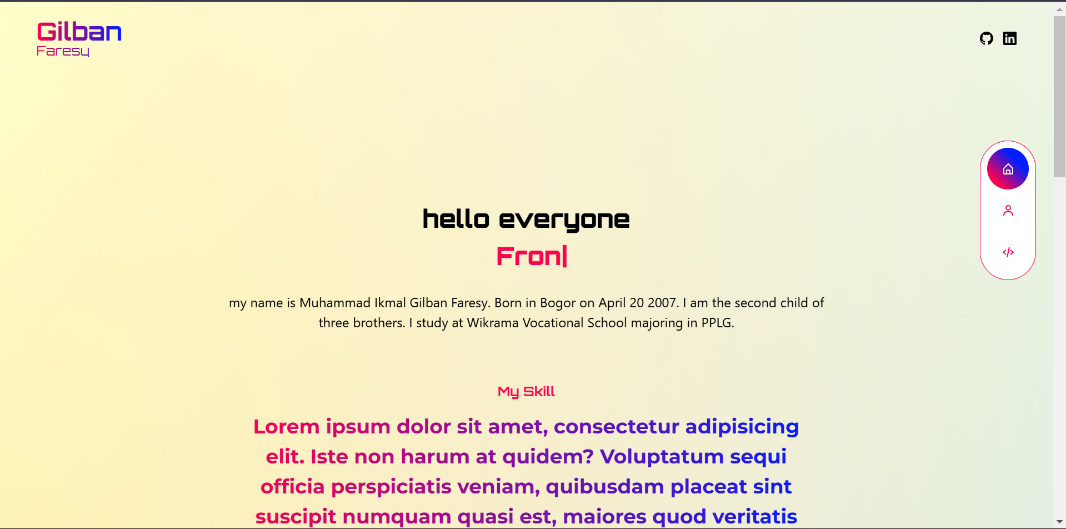 Gilban
Faresy
hello everyone
Fron|
my name is Muhammad Ikmal Gilban Faresy. Born in Bogor on April 20 2007. I am the second child of
three brothers. I study at Wikrama Vocational School majoring in PPLG.
My Skill
Lorem ipsum dolor sit amet, consectetur adipisicing
elit. Iste non harum at quidem? Voluptatum sequi
officia perspiciatis veniam, quibusdam placeat sint
suscipit numquam quasi est, maiores quod veritatis